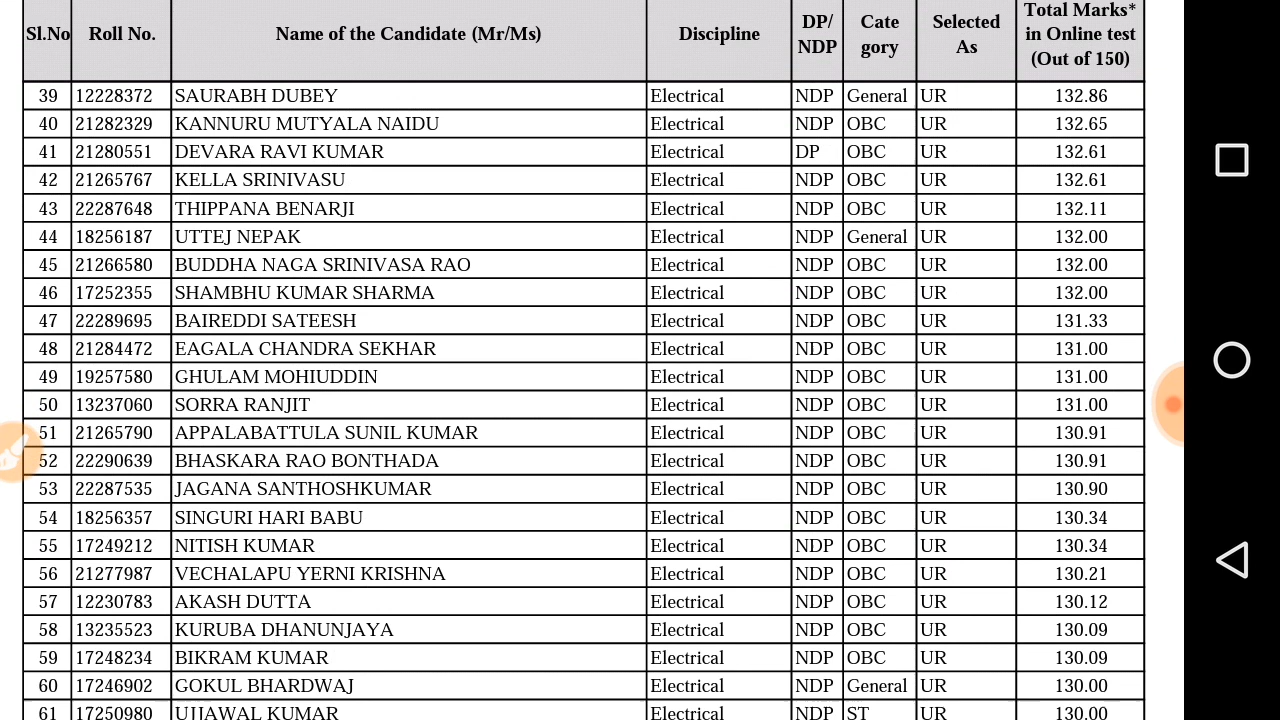 Sl.No Roll No. Name of the Candidate (Mr/Ms) Discipline DP/ NDP Cate gory Selected As Total Marks* in Online test (Out of 150)
39 12228372 SAURABH DUBEY Electrical NDP General UR 132.86
40 21282329 KANNURU MUTYALA NAIDU Electrical NDP OBC UR 132.65
41 21280551 DEVARA RAVI KUMAR Electrical DP OBC UR 132.61
42 21265767 KELLA SRINIVASU Electrical NDP OBC UR 132.61
43 22287648 THIPPANA BENARJI Electrical NDP OBC UR 132.11
44 18256187 UTTEJ NEPAK Electrical NDP General UR 132.00
45 21266580 BUDDHA NAGA SRINIVASA RAO Electrical NDP OBC UR 132.00
46 17252355 SHAMBHU KUMAR SHARMA Electrical NDP OBC UR 132.00
47 22289695 BAIREDDI SATEESH Electrical NDP OBC UR 131.33
48 21284472 EAGALA CHANDRA SEKHAR Electrical NDP OBC UR 131.00
49 19257580 GHULAM MOHIUDDIN Electrical NDP OBC UR 131.00
50 13237060 SORRA RANJIT Electrical NDP OBC UR 131.00
51 21265790 APPALABATTULA SUNIL KUMAR Electrical NDP OBC UR 130.91
52 22290639 BHASKARA RAO BONTHADA Electrical NDP OBC UR 130.91
53 22287535 JAGANA SANTHOSHKUMAR Electrical NDP OBC UR 130.90
54 18256357 SINGURI HARI BABU Electrical NDP OBC UR 130.34
55 17249212 NITISH KUMAR Electrical NDP OBC UR 130.34
56 21277987 VECHALAPU YERNI KRISHNA Electrical NDP OBC UR 130.21
57 12230783 AKASH DUTTA Electrical NDP OBC UR 130.12
58 13235523 KURUBA DHANUNJAYA Electrical NDP OBC UR 130.09
59 17248234 BIKRAM KUMAR Electrical NDP OBC UR 130.09
60 17246902 GOKUL BHARDWAJ Electrical NDP General UR 130.00
61 17250980 UJJAWAL KUMAR Electrical NDP ST UR 130.00